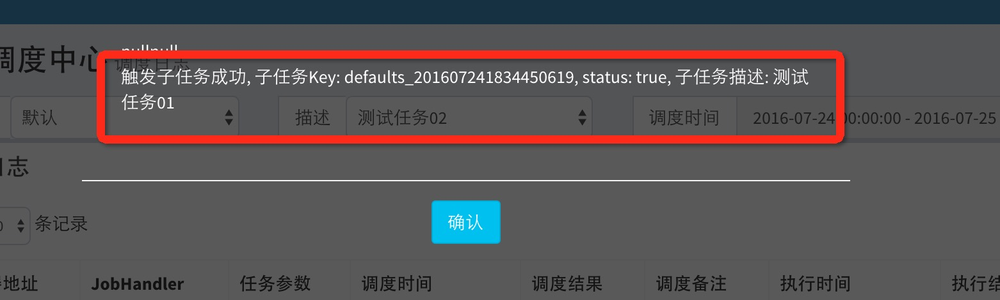 调度中心 调度日志
nullnull
触发子任务成功, 子任务Key: defaults_201607241834450619, status: true, 子任务描述: 测试
任务01
默认 描述 测试任务02 调度时间 2016-07-24 00:00:00 - 2016-07-25
日志
条记录
确认
地址 JobHandler 任务参数 调度时间 调度结果 调度备注 执行时间 执行结